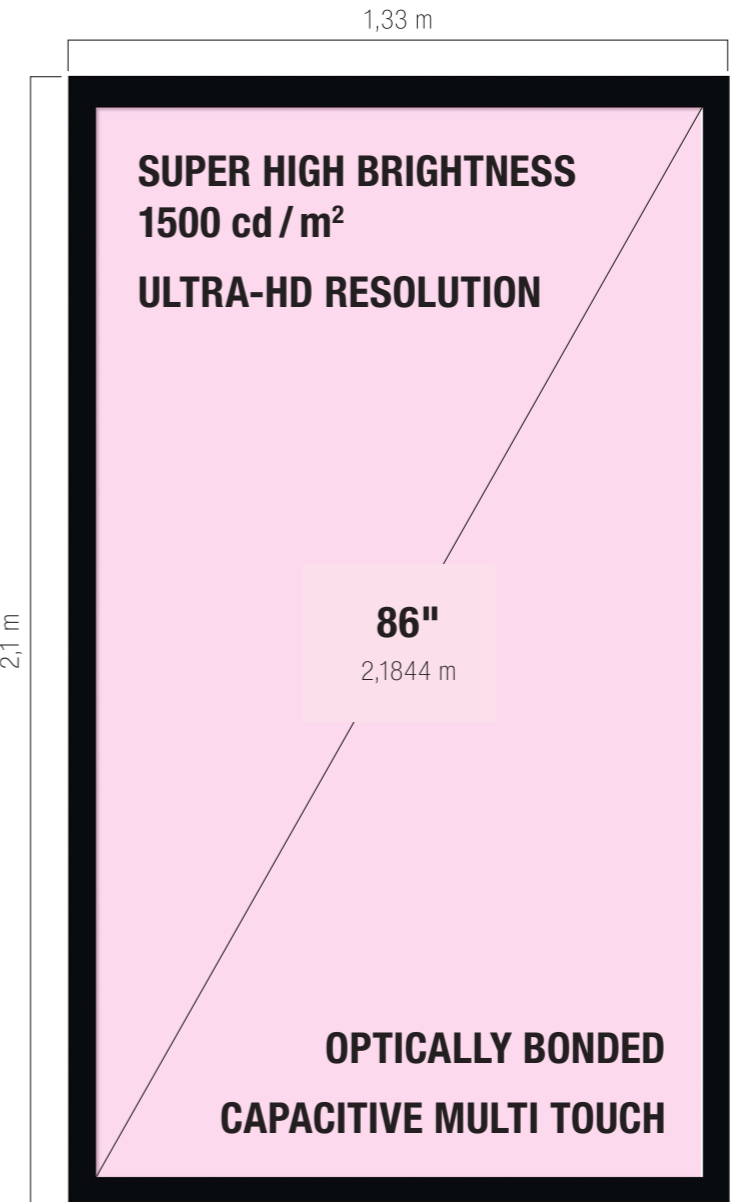 1,33 m
SUPER HIGH BRIGHTNESS
1500 cd / m²
ULTRA-HD RESOLUTION
86"
2,1844 m
2,1 m
OPTICALLY BONDED
CAPACITIVE MULTI TOUCH